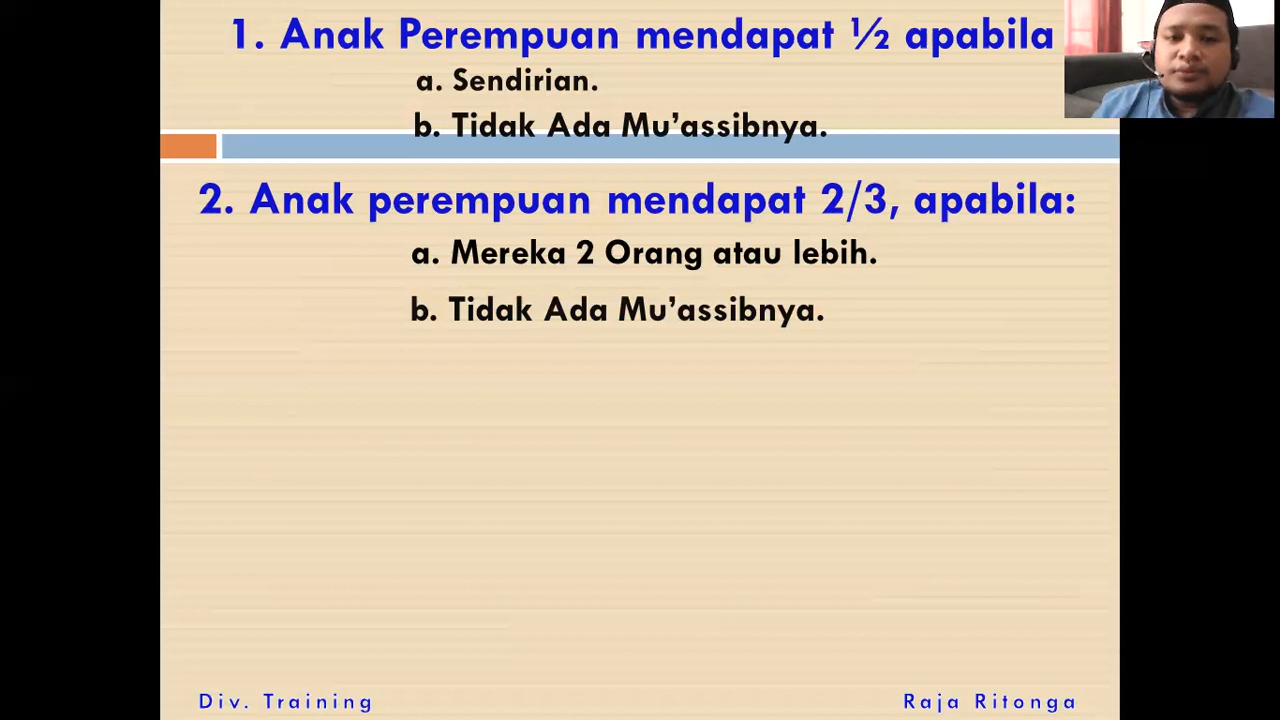 1. Anak Perempuan mendapat ½ apabila
a. Sendirian.
b. Tidak Ada Mu’assibnya.
2. Anak perempuan mendapat 2/3, apabila:
a. Mereka 2 Orang atau lebih.
b. Tidak Ada Mu’assibnya.
Div. Training
Raja Ritonga